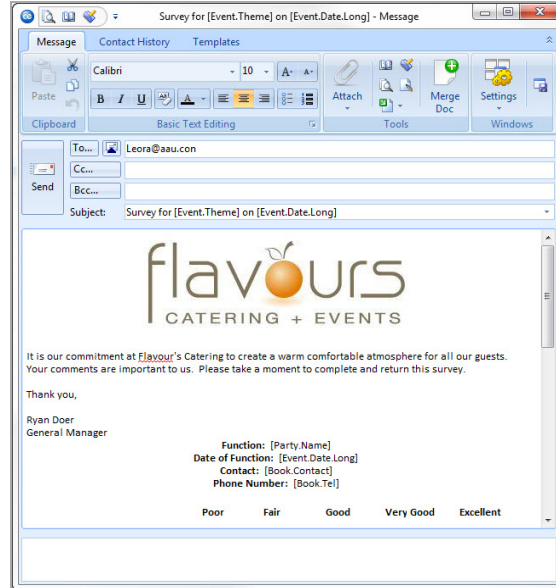 Survey for [Event.Theme] on [Event.Date.Long] - Message
Message Contact History Templates
Paste
Calibri 10 A A
B I U A
Attach
Merge
Doc
Settings
Clipboard Basic Text Editing Tools Windows
To... Leora@aau.con
Cc...
Send
Bcc...
Subject: Survey for [Event.Theme] on [Event.Date.Long]
flavours
CATERING + EVENTS
It is our commitment at Flavour's Catering to create a warm comfortable atmosphere for all our guests.
Your comments are important to us. Please take a moment to complete and return this survey.
Thank you,
Ryan Doer
General Manager
Function: [Party.Name]
Date of Function: [Event.Date.Long]
Contact: [Book.Contact]
Phone Number: [Book.Tel]
Poor Fair Good Very Good Excellent